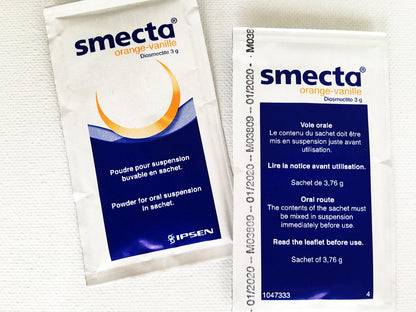 smecta®
orange-vanille
Diosmectite 3 g
Poudre pour suspension
buvable en sachet.
Powder for oral suspension
in sachet.
IPSEN
01/2020 – M03809 – 01/2020 – M03809 – 01/2020 – M038
smecta®
orange-vanille
Diosmectite 3 g
Voie orale
Le contenu du sachet doit être
mis en suspension juste avant
utilisation.
Lire la notice avant utilisation.
Sachet de 3,76 g
Oral route
The contents of the sachet must
be mixed in suspension
immediately before use.
Read the leaflet before use.
Sachet of 3,76 g
1047333
4